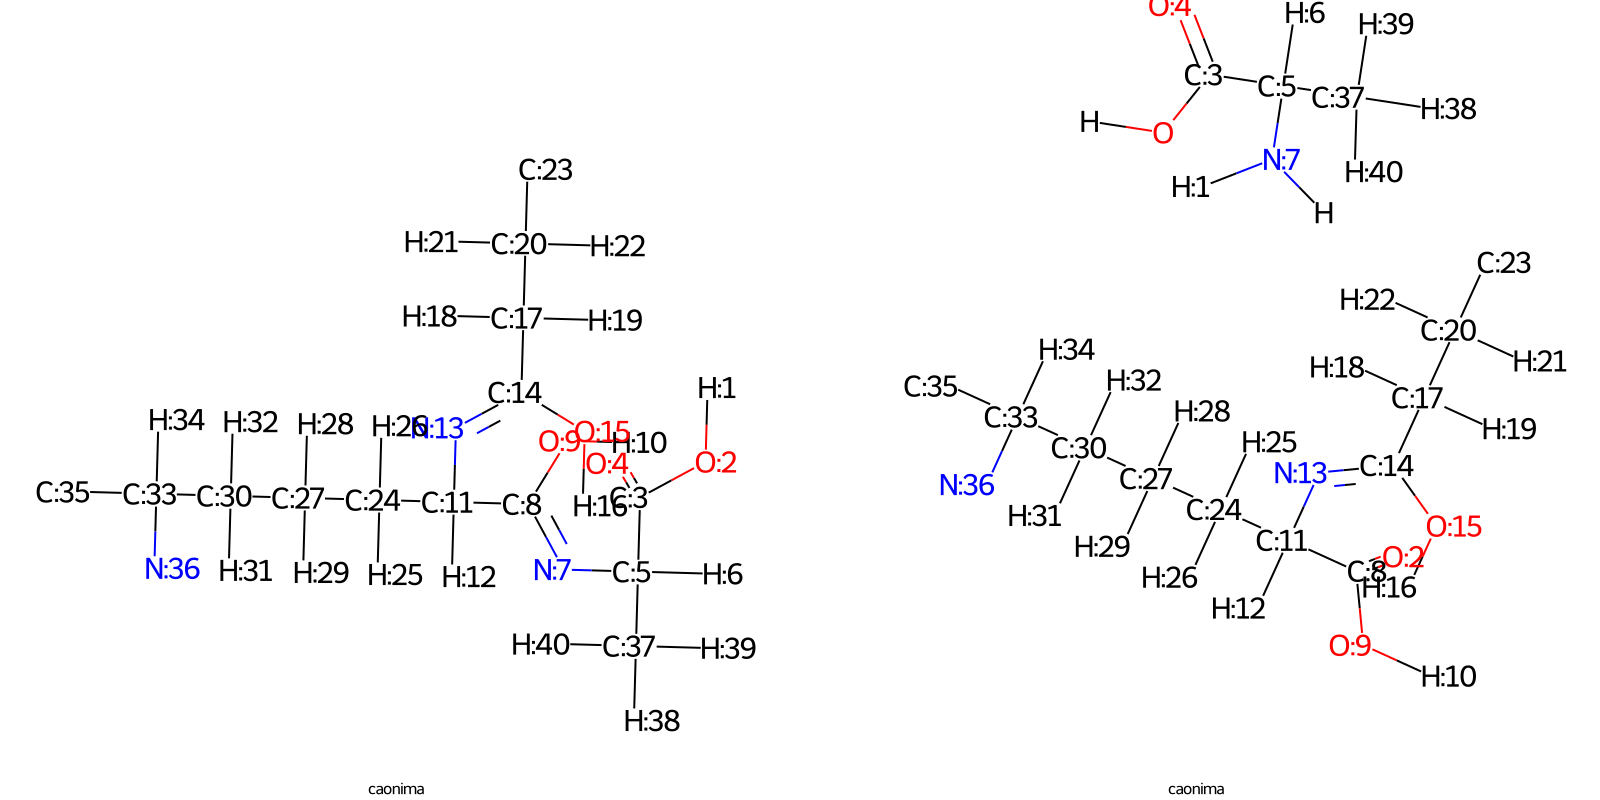 C:23
H:21 C:20 H:22
H:18 C:17 H:19
C:14 H:1
H:34 H:32 H:28 H:26 N:13 O:9 O:15 H:10 O:4 O:2
C:35 C:33 C:30 C:27 C:24 C:11 C:8 H:16 C:3
N:36 H:31 H:29 H:25 H:12 N:7 C:5 H:6
H:40 C:37 H:39
H:38
caonima
O:4 H:6 H:39
C:3 C:5 C:37 H:38
H O
H:1 N:7 H:40
H
C:23
H:22 C:20 H:21
H:34 H:18
C:35 H:32 C:17 H:19
C:33 H:28
C:30 H:25 N:13 C:14
N:36 C:27
H:31 C:24 O:15
H:29 C:11 O:2
H:26 C:8 H:16
H:12
O:9 H:10
caonima